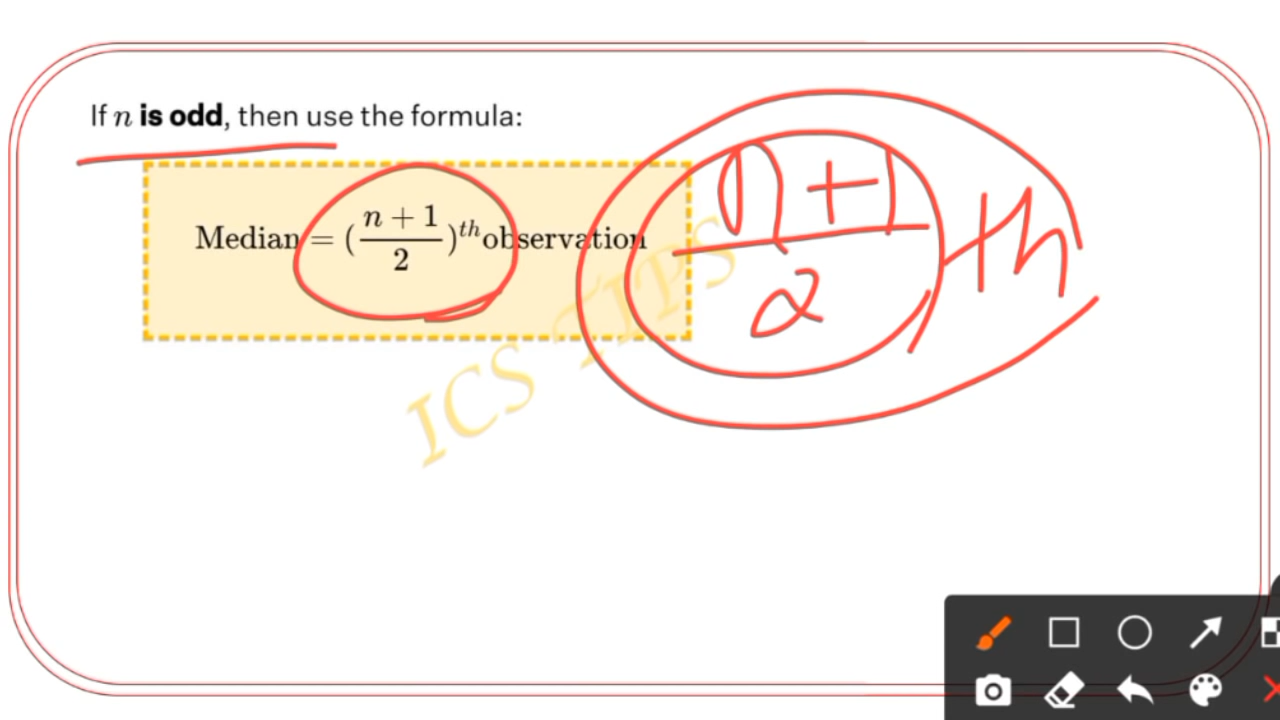 If n is odd, then use the formula:
Median = (n + 1 / 2)th observation
n + 1 / 2 th
ICS TIPS